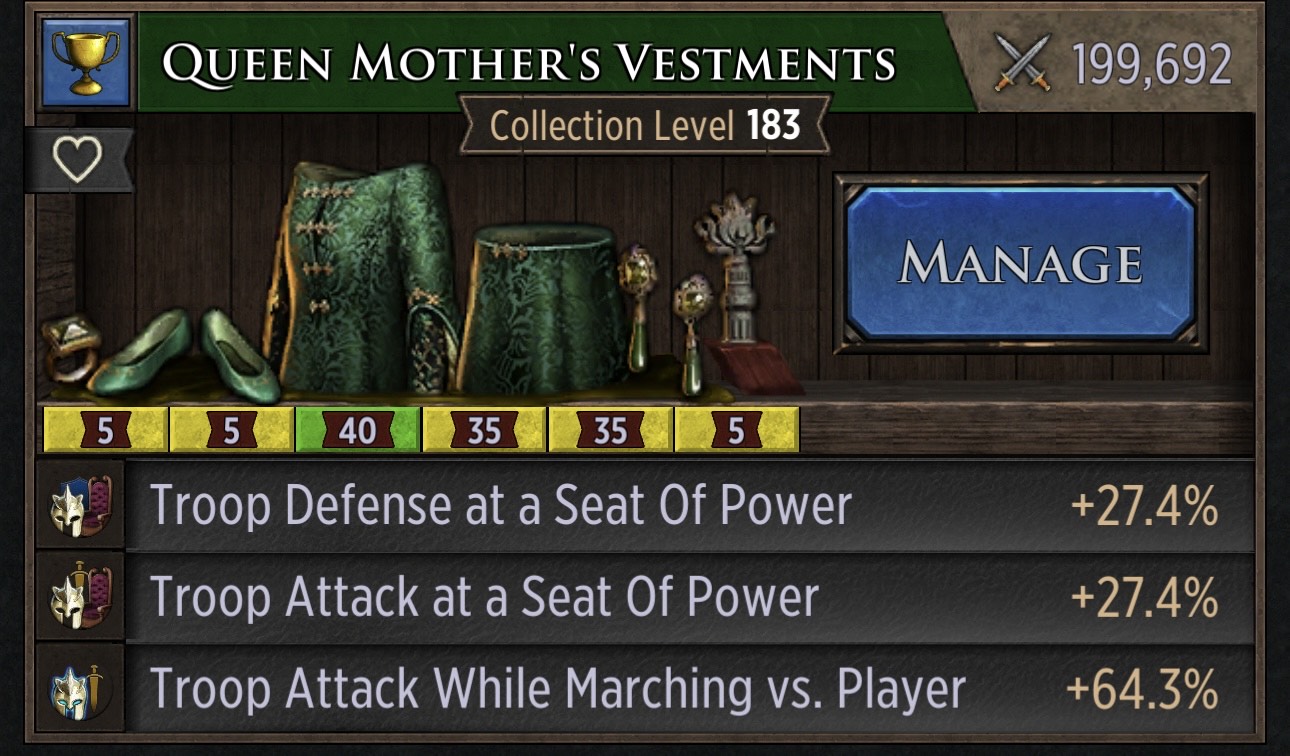 QUEEN MOTHER'S VESTMENTS
199,692
Collection Level 183
MANAGE
5 5 40 35 35 5
Troop Defense at a Seat Of Power +27.4%
Troop Attack at a Seat Of Power +27.4%
Troop Attack While Marching vs. Player +64.3%